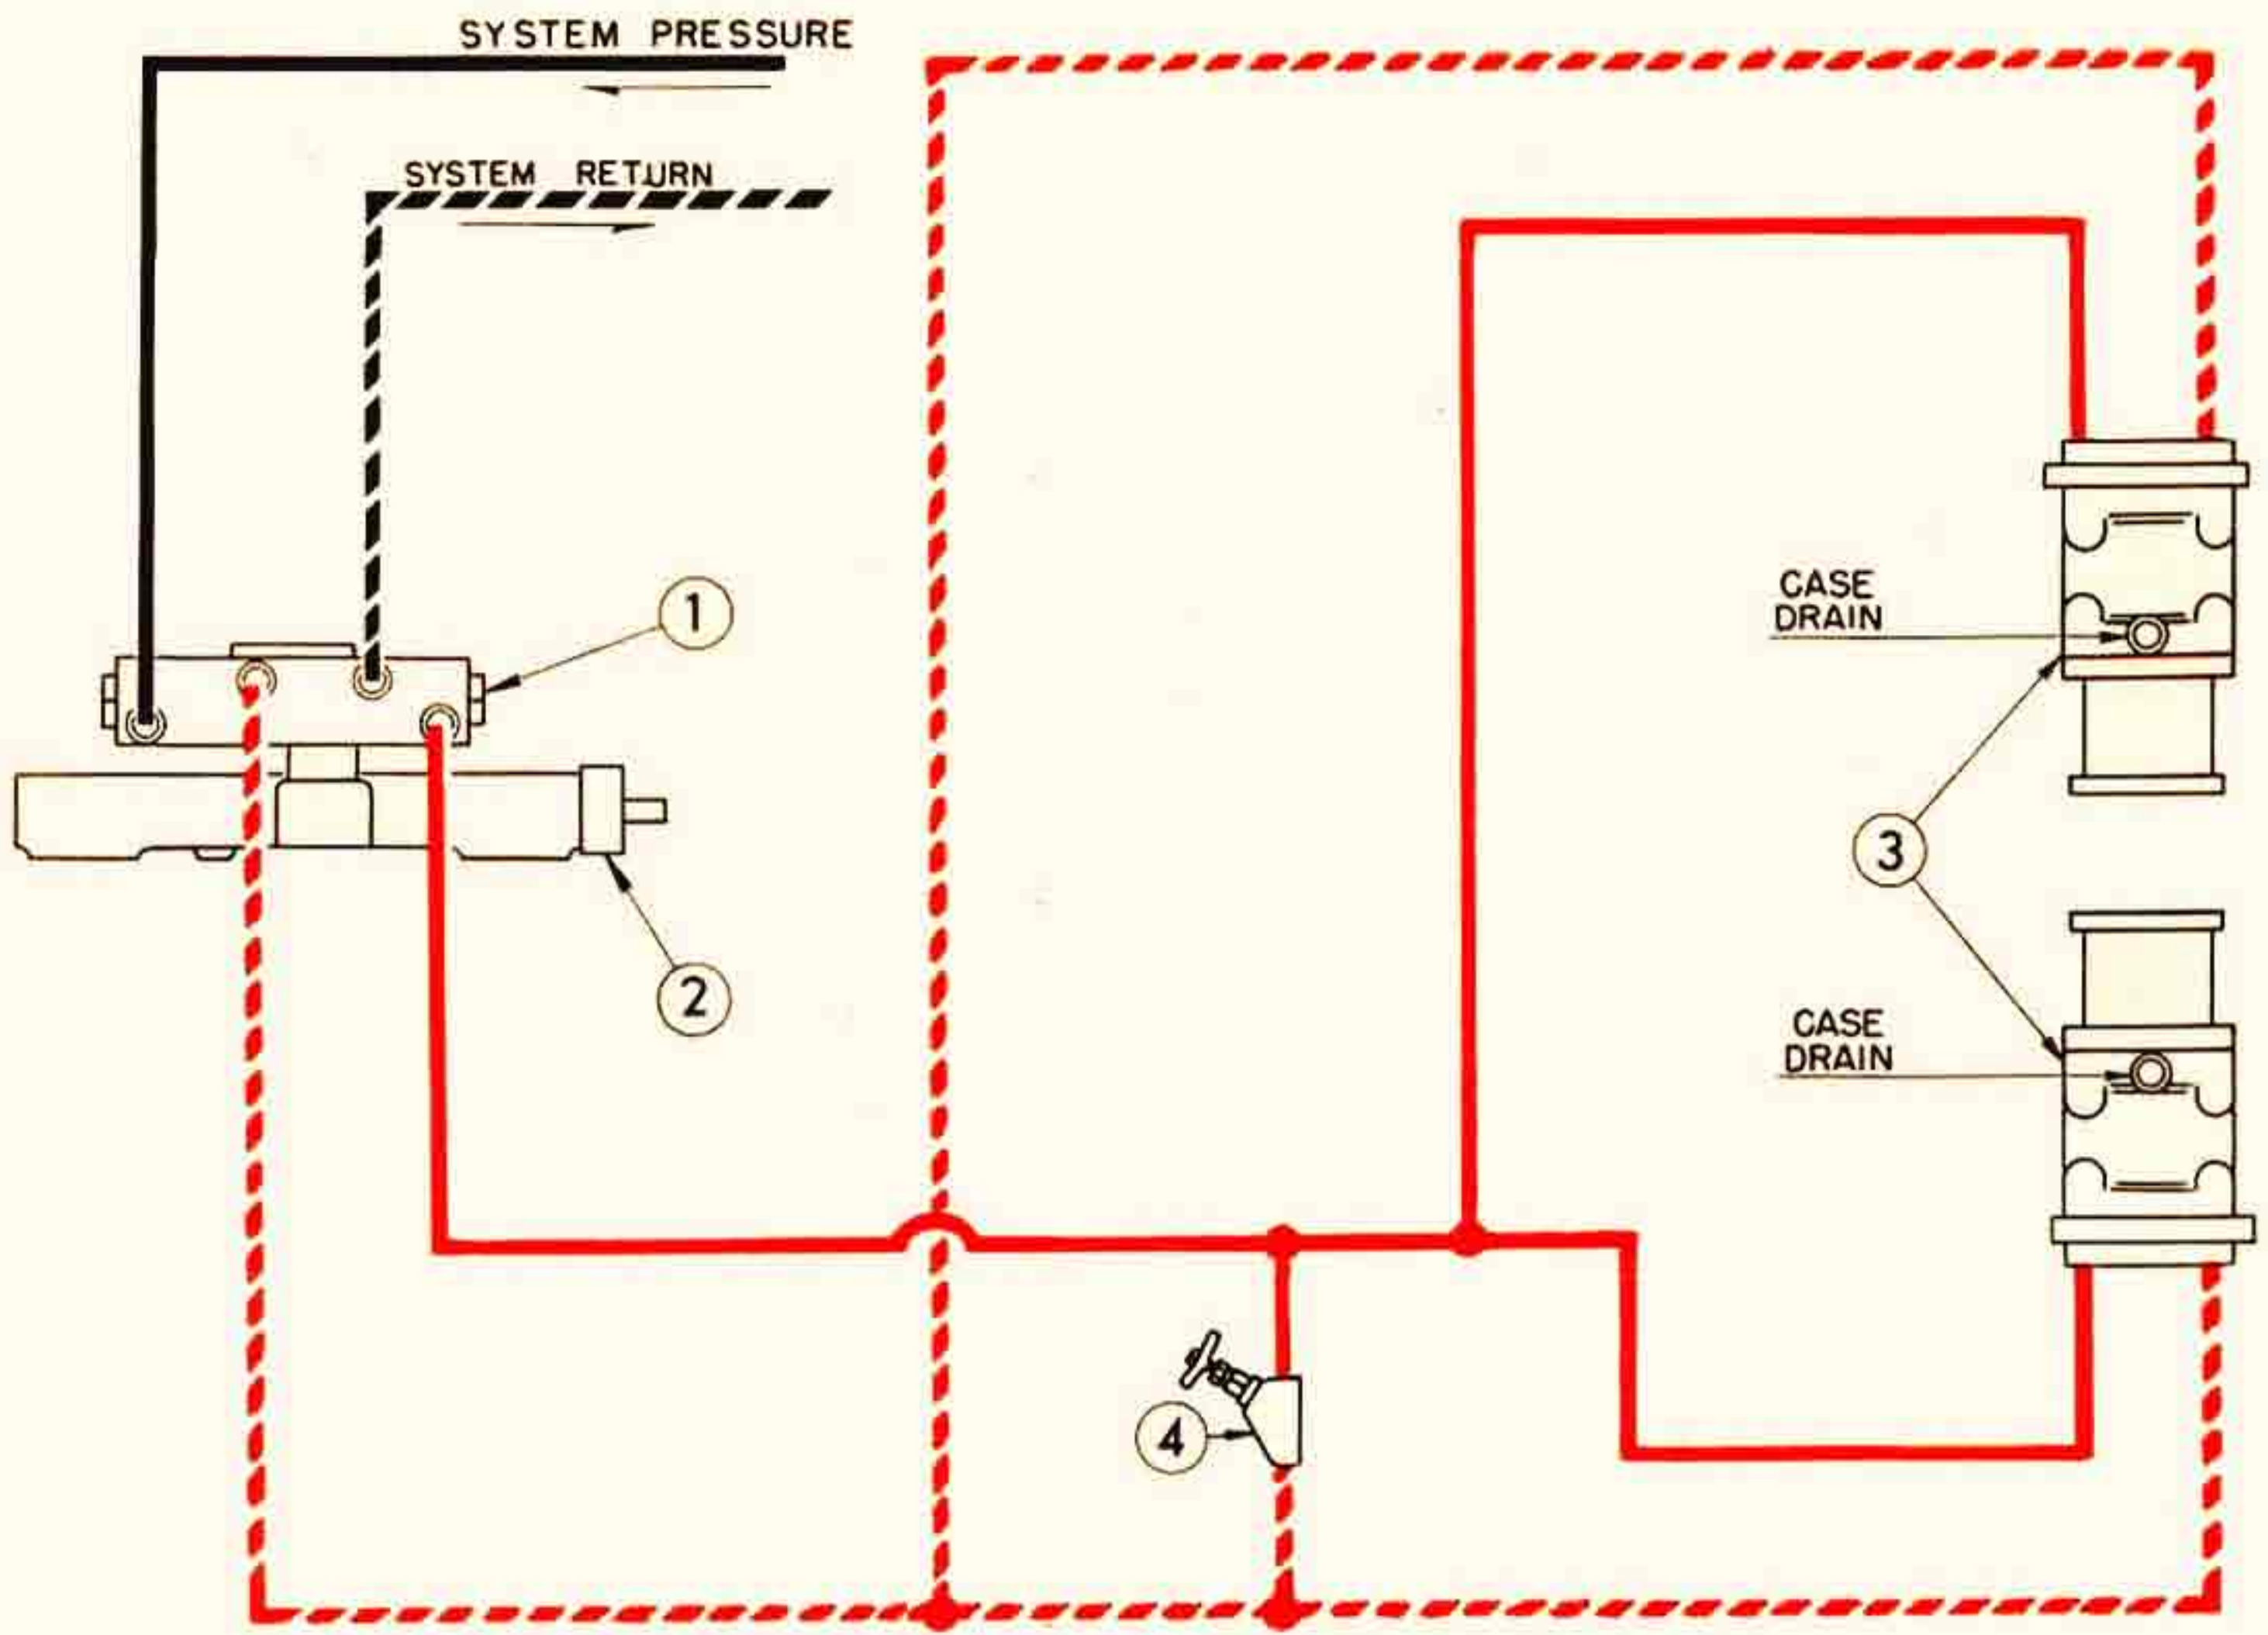 SYSTEM PRESSURE
SYSTEM RETURN
1
CASE
DRAIN
3
2
CASE
DRAIN
4